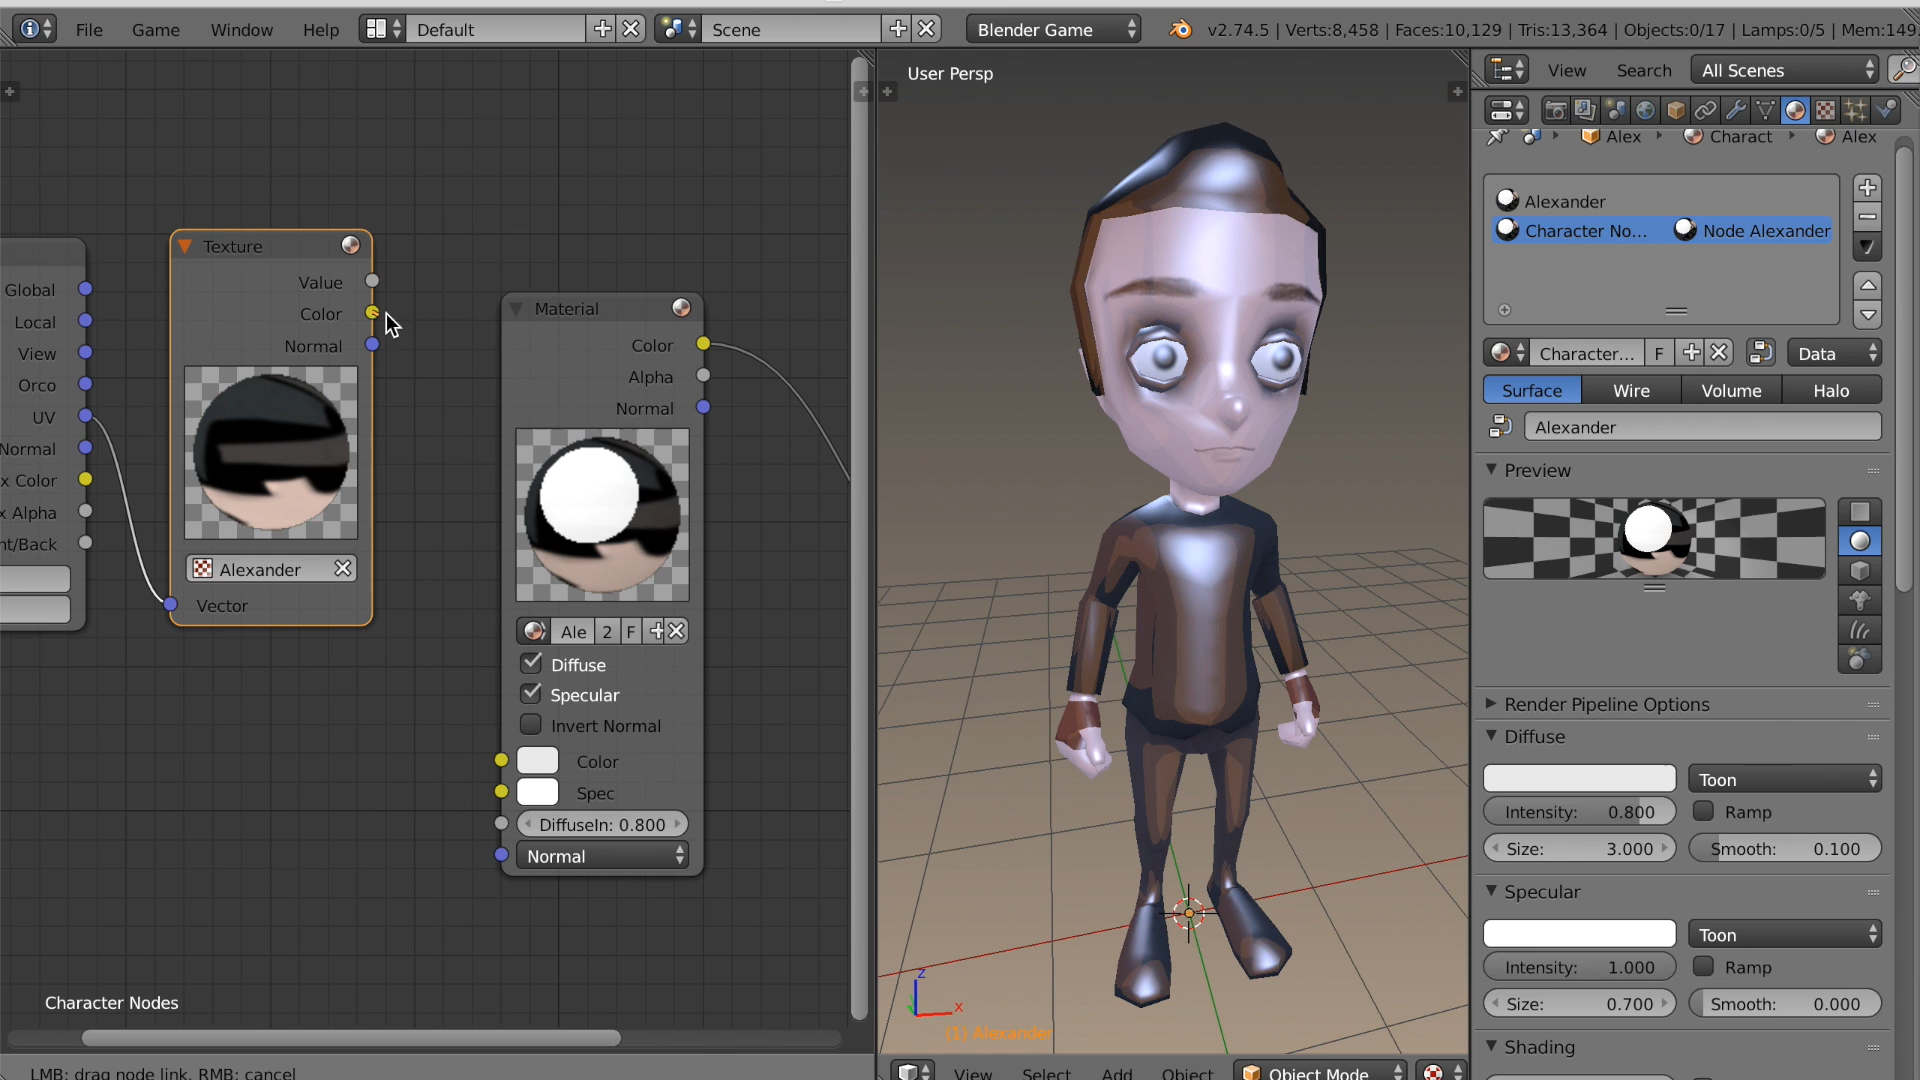 File Game Window Help Default Scene Blender Game v2.74.5 | Verts:8,458 | Faces:10,129 | Tris:13,364 | Objects:0/17 | Lamps:0/5 | Mem:149.
User Persp
View Search All Scenes
Alex Charact Alex
Alexander
Character No... Node Alexander
Character... F Data
Surface Wire Volume Halo
Alexander
Preview
Render Pipeline Options
Diffuse
Toon
Intensity: 0.800 Ramp
Size: 3.000 Smooth: 0.100
Specular
Toon
Intensity: 1.000 Ramp
Size: 0.700 Smooth: 0.000
Shading
Global
Local
View
Orco
UV
Normal
x Color
x Alpha
nt/Back
Texture
Value
Color
Normal
Alexander
Vector
Material
Color
Alpha
Normal
Ale 2 F
Diffuse
Specular
Invert Normal
Color
Spec
DiffuseIn: 0.800
Normal
Character Nodes
z
x
(1) Alexander
LMB: drag node link, RMB: cancel
View Select Add Object Object Mode